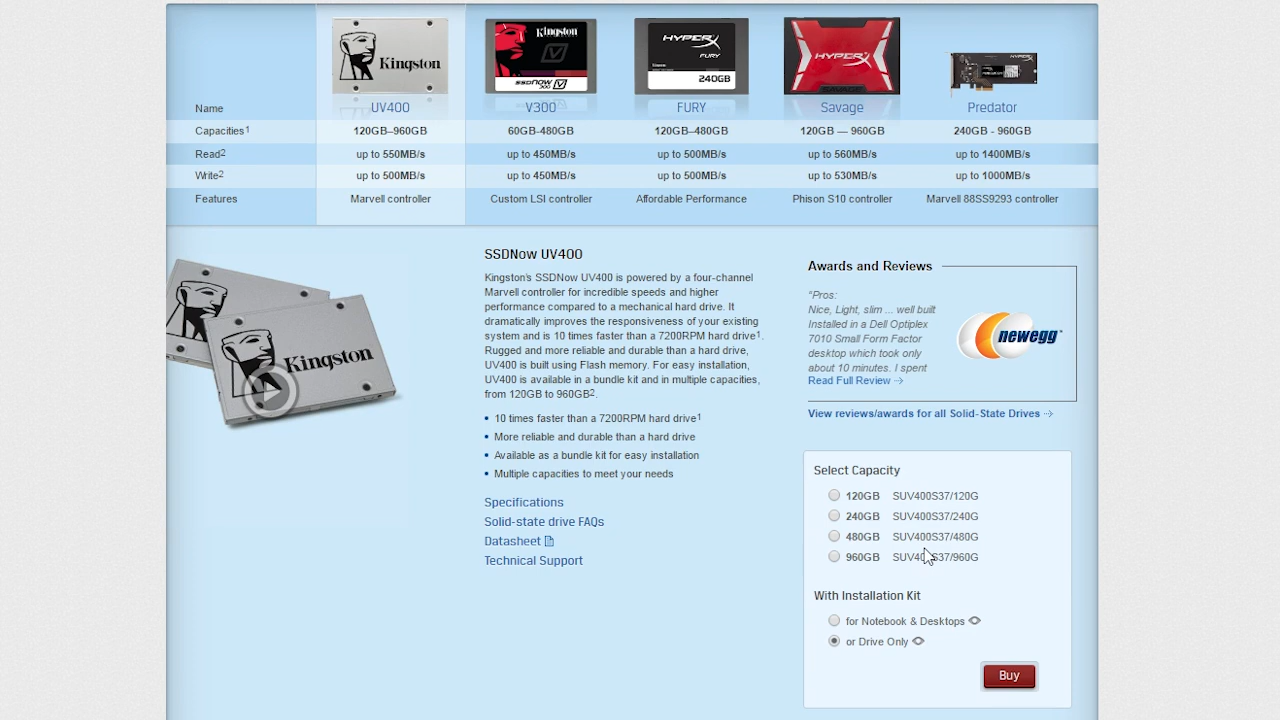 Kingston
Kingston
SSDNOW V 300
HYPERX
FURY
240GB
HYPERX
SAVAGE
HYPERX
Name UV400 V300 FURY Savage Predator
Capacities1 120GB–960GB 60GB-480GB 120GB–480GB 120GB — 960GB 240GB - 960GB
Read2 up to 550MB/s up to 450MB/s up to 500MB/s up to 560MB/s up to 1400MB/s
Write2 up to 500MB/s up to 450MB/s up to 500MB/s up to 530MB/s up to 1000MB/s
Features Marvell controller Custom LSI controller Affordable Performance Phison S10 controller Marvell 88SS9293 controller
Kingston
SSDNow UV400
Kingston's SSDNow UV400 is powered by a four-channel
Marvell controller for incredible speeds and higher
performance compared to a mechanical hard drive. It
dramatically improves the responsiveness of your existing
system and is 10 times faster than a 7200RPM hard drive1.
Rugged and more reliable and durable than a hard drive,
UV400 is built using Flash memory. For easy installation,
UV400 is available in a bundle kit and in multiple capacities,
from 120GB to 960GB2.
• 10 times faster than a 7200RPM hard drive1
• More reliable and durable than a hard drive
• Available as a bundle kit for easy installation
• Multiple capacities to meet your needs
Specifications
Solid-state drive FAQs
Datasheet
Technical Support
Awards and Reviews
"Pros:
Nice, Light, slim ... well built
Installed in a Dell Optiplex
7010 Small Form Factor
desktop which took only
about 10 minutes. I spent
Read Full Review
newegg
View reviews/awards for all Solid-State Drives
Select Capacity
120GB SUV400S37/120G
240GB SUV400S37/240G
480GB SUV400S37/480G
960GB SUV400S37/960G
With Installation Kit
for Notebook & Desktops
or Drive Only
Buy